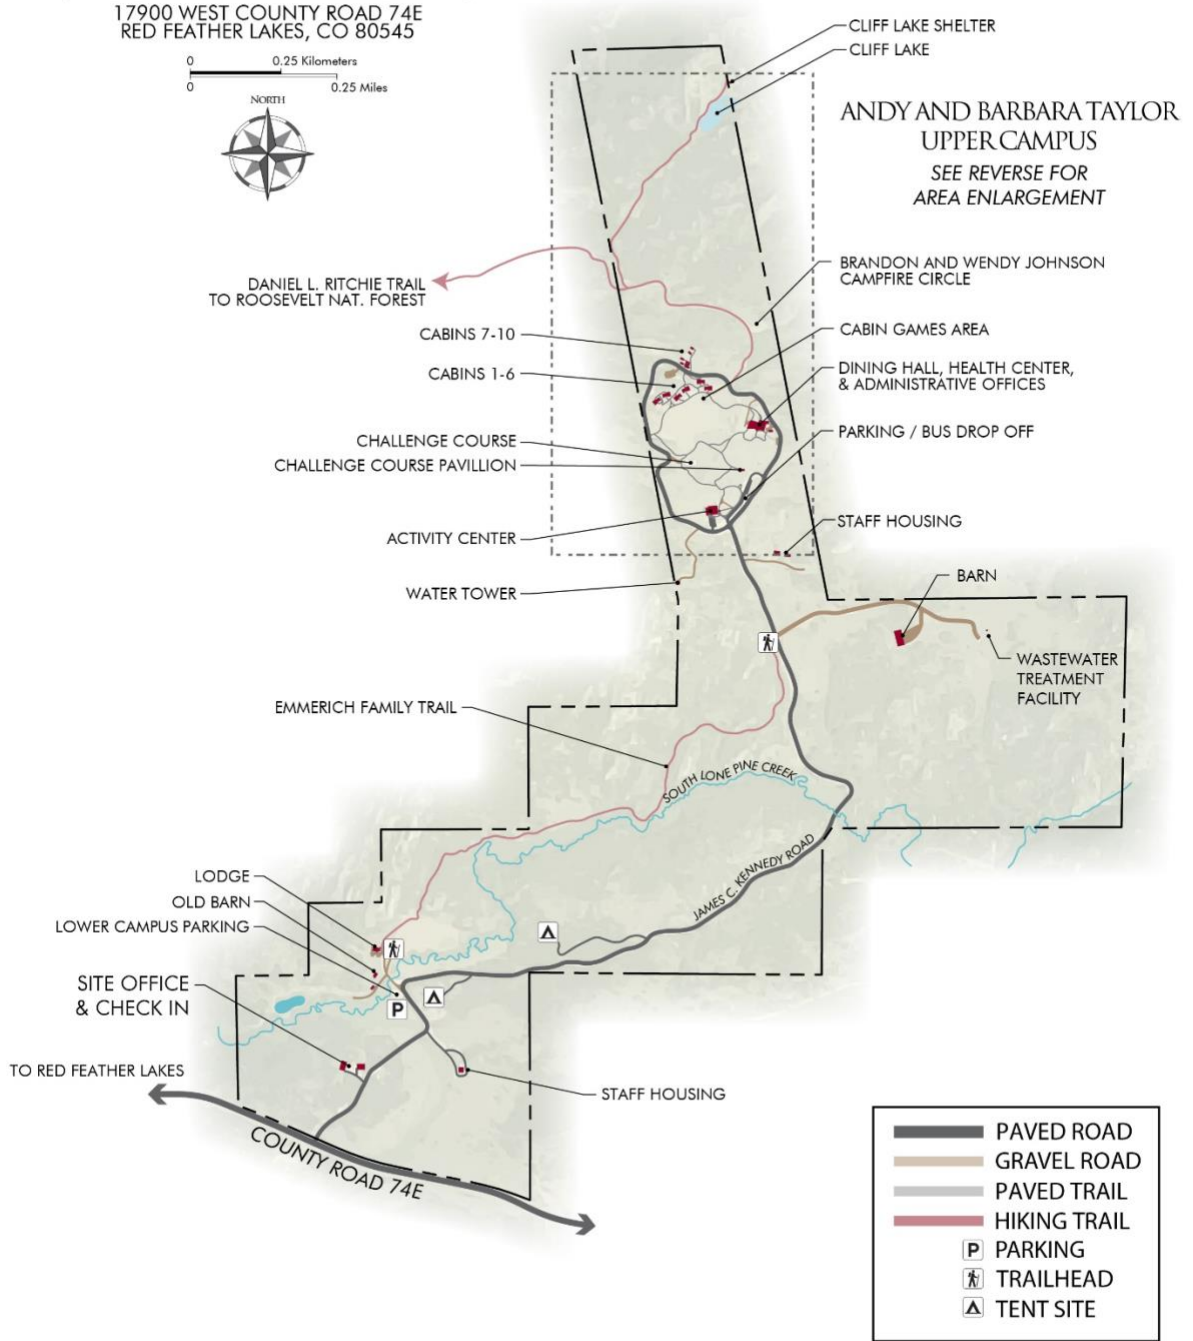 17900 WEST COUNTY ROAD 74E
RED FEATHER LAKES, CO 80545
0 0.25 Kilometers
0 0.25 Miles
NORTH
CLIFF LAKE SHELTER
CLIFF LAKE
ANDY AND BARBARA TAYLOR
UPPER CAMPUS
SEE REVERSE FOR
AREA ENLARGEMENT
BRANDON AND WENDY JOHNSON
CAMPFIRE CIRCLE
DANIEL L. RITCHIE TRAIL
TO ROOSEVELT NAT. FOREST
CABINS 7-10
CABIN GAMES AREA
CABINS 1-6
DINING HALL, HEALTH CENTER,
& ADMINISTRATIVE OFFICES
CHALLENGE COURSE
PARKING / BUS DROP OFF
CHALLENGE COURSE PAVILLION
ACTIVITY CENTER
STAFF HOUSING
WATER TOWER
BARN
WASTEWATER
TREATMENT
FACILITY
EMMERICH FAMILY TRAIL
SOUTH LONE PINE CREEK
JAMES C. KENNEDY ROAD
LODGE
OLD BARN
LOWER CAMPUS PARKING
SITE OFFICE
& CHECK IN
P
TO RED FEATHER LAKES
STAFF HOUSING
COUNTY ROAD 74E
PAVED ROAD
GRAVEL ROAD
PAVED TRAIL
HIKING TRAIL
P PARKING
TRAILHEAD
TENT SITE